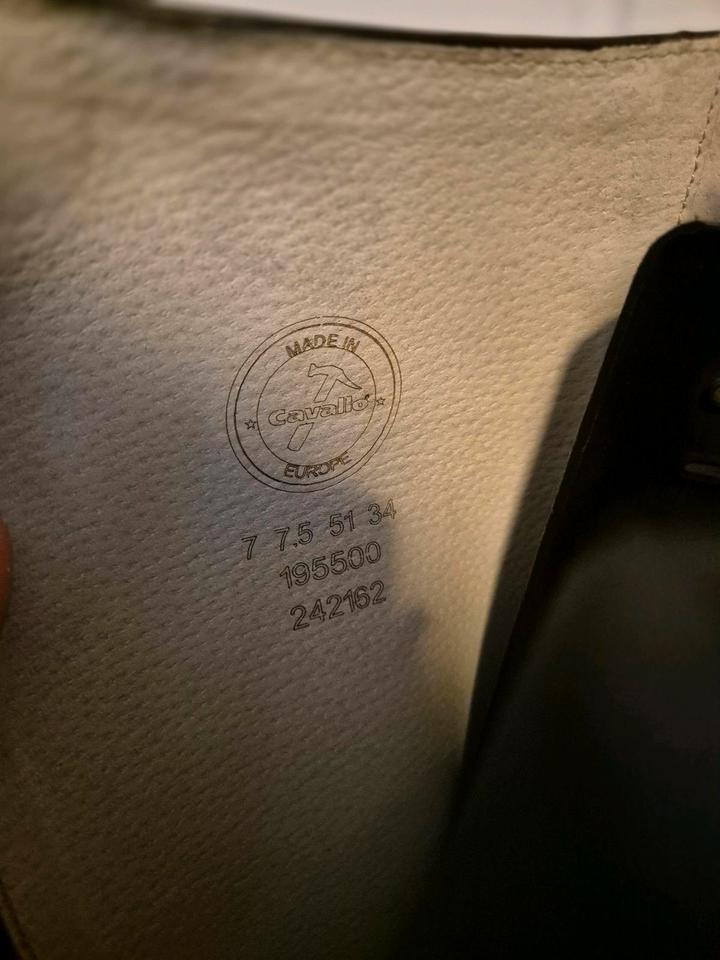 MADE IN
Cavallo
EUROPE
7 7,5 51 34
195500
242162